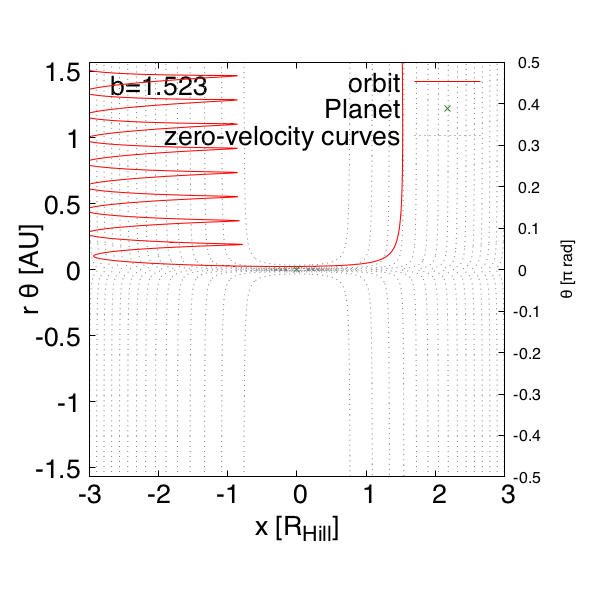 b=1.523
orbit
Planet
zero-velocity curves
1.5
1
0.5
0
-0.5
-1
-1.5
r θ [AU]
0.5
0.4
0.3
0.2
0.1
0
-0.1
-0.2
-0.3
-0.4
-0.5
θ [π rad]
-3 -2 -1 0 1 2 3
x [R_Hill]